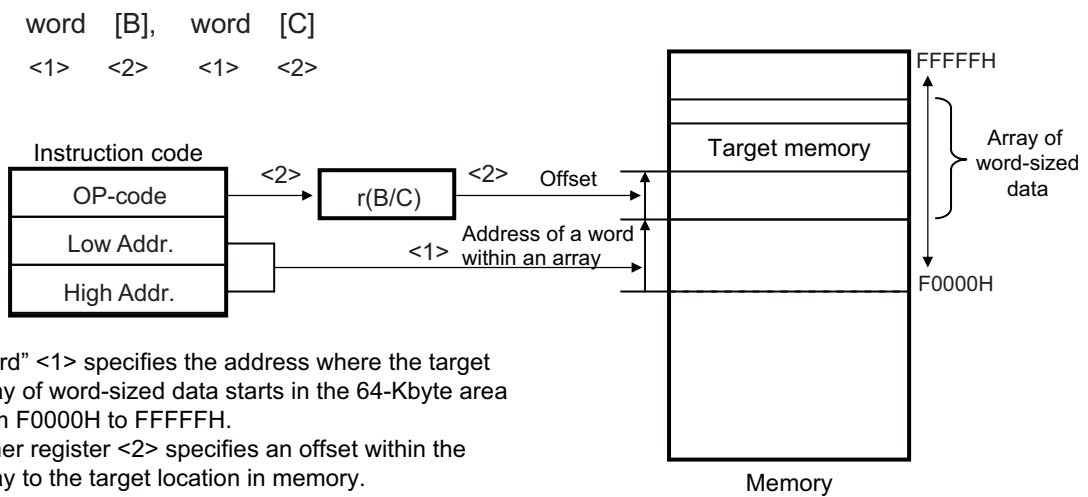 word [B], word [C]
<1> <2> <1> <2>
Instruction code
OP-code
Low Addr.
High Addr.
<2>
r(B/C)
<2>
Offset
<1>
Address of a word
within an array
Target memory
FFFFFH
Array of
word-sized
data
F0000H
Memory
rd” <1> specifies the address where the target
ay of word-sized data starts in the 64-Kbyte area
F0000H to FFFFFH.
her register <2> specifies an offset within the
ay to the target location in memory.